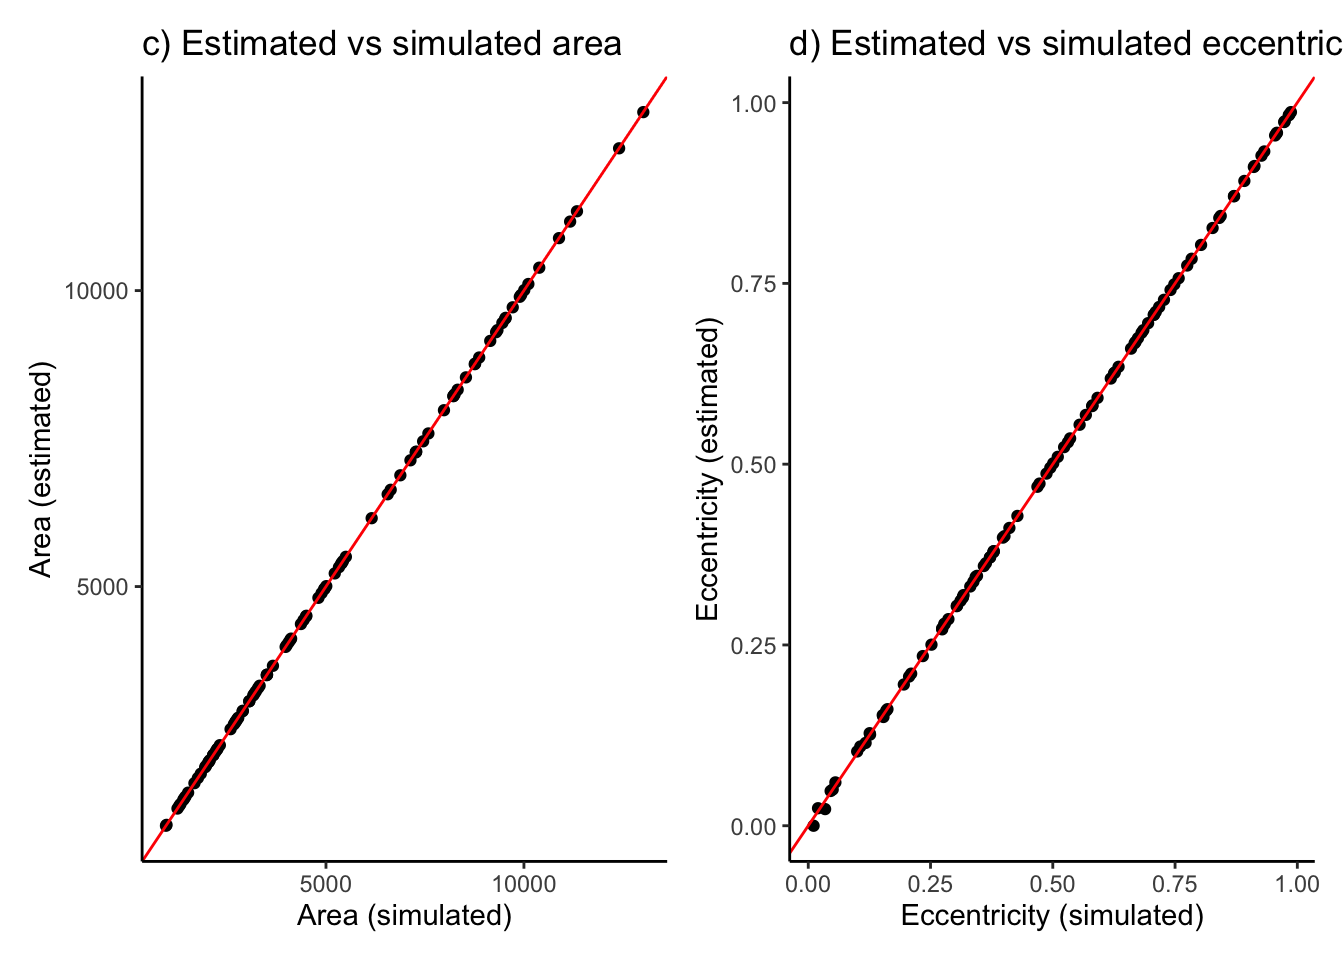 c) Estimated vs simulated area
Area (estimated)
10000
5000
5000 10000
Area (simulated)
d) Estimated vs simulated eccentric
Eccentricity (estimated)
1.00
0.75
0.50
0.25
0.00
0.00 0.25 0.50 0.75 1.00
Eccentricity (simulated)